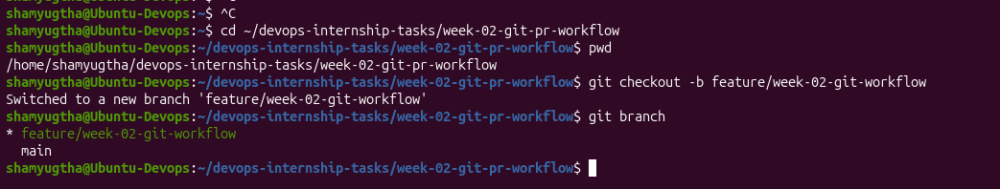 shamyugtha@Ubuntu-Devops:~$ ^C
shamyugtha@Ubuntu-Devops:~$ cd ~/devops-internship-tasks/week-02-git-pr-workflow
shamyugtha@Ubuntu-Devops:~/devops-internship-tasks/week-02-git-pr-workflow$ pwd
/home/shamyugtha/devops-internship-tasks/week-02-git-pr-workflow
shamyugtha@Ubuntu-Devops:~/devops-internship-tasks/week-02-git-pr-workflow$ git checkout -b feature/week-02-git-workflow
Switched to a new branch 'feature/week-02-git-workflow'
shamyugtha@Ubuntu-Devops:~/devops-internship-tasks/week-02-git-pr-workflow$ git branch
* feature/week-02-git-workflow
  main
shamyugtha@Ubuntu-Devops:~/devops-internship-tasks/week-02-git-pr-workflow$